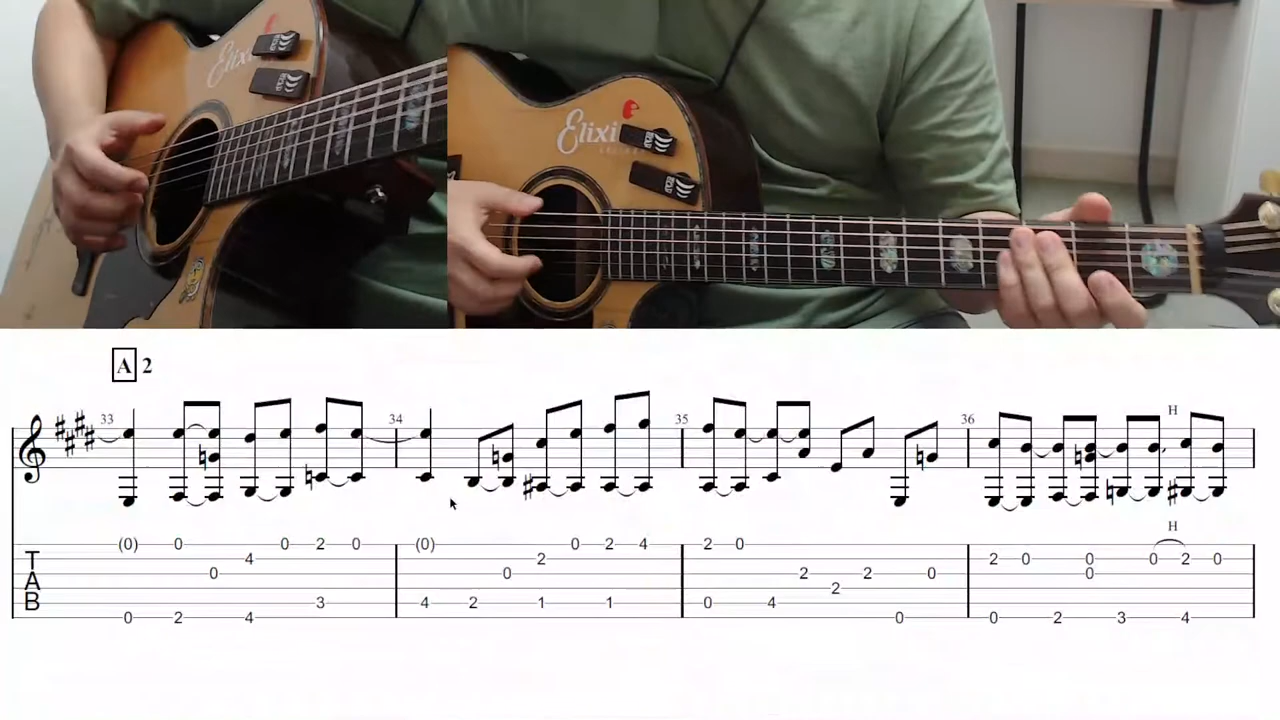 Elixi
Elixi
A 2
33
34
35
36
H
H
T
A
B
(0) 0 0 4 0 2 0
0 2 4 3
(0) 0 2 0 2 4
4 2 1 1
2 0 2 2 2 0
0 4 0
2 0 0 0 0 2 0
0 2 3 4